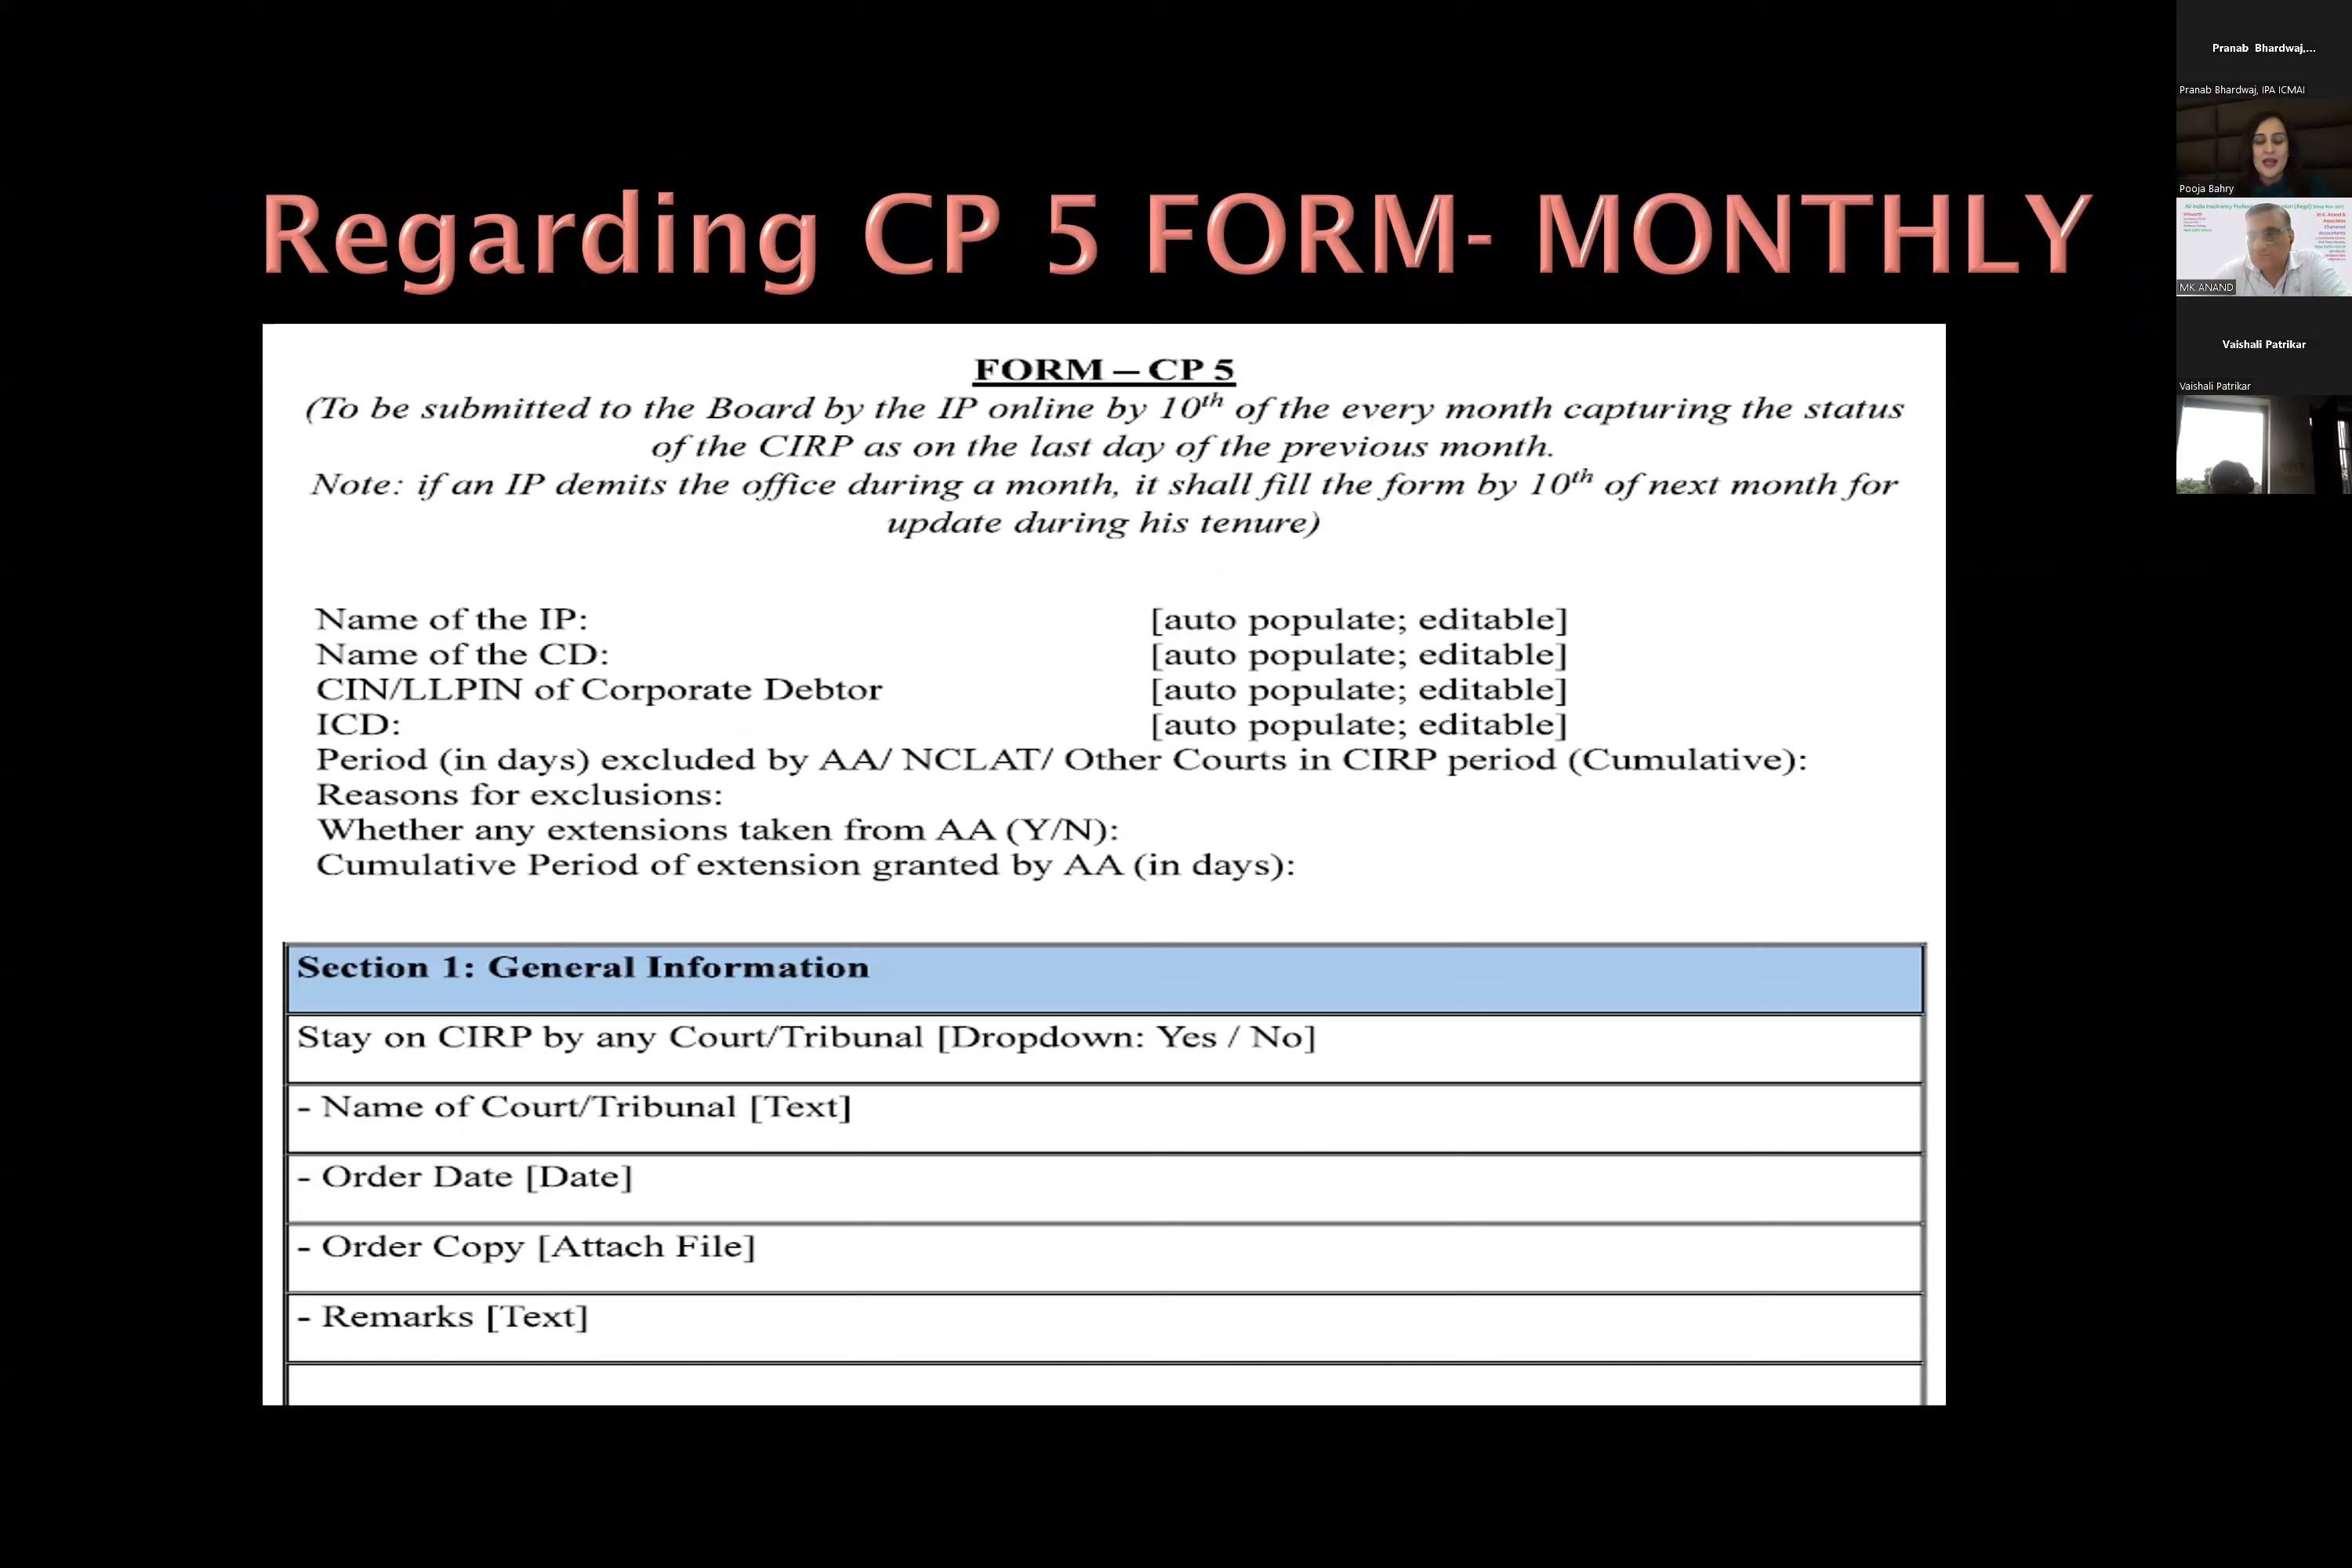 Regarding CP 5 FORM- MONTHLY
FORM – CP 5
(To be submitted to the Board by the IP online by 10th of the every month capturing the status
of the CIRP as on the last day of the previous month.
Note: if an IP demits the office during a month, it shall fill the form by 10th of next month for
update during his tenure)
Name of the IP: [auto populate; editable]
Name of the CD: [auto populate; editable]
CIN/LLPIN of Corporate Debtor [auto populate; editable]
ICD: [auto populate; editable]
Period (in days) excluded by AA/ NCLAT/ Other Courts in CIRP period (Cumulative):
Reasons for exclusions:
Whether any extensions taken from AA (Y/N):
Cumulative Period of extension granted by AA (in days):
Section 1: General Information
Stay on CIRP by any Court/Tribunal [Dropdown: Yes / No]
- Name of Court/Tribunal [Text]
- Order Date [Date]
- Order Copy [Attach File]
- Remarks [Text]
Pranab Bhardwaj,...
Pranab Bhardwaj, IPA ICMAI
Pooja Bahry
All India Insolvency
M.K. Anand &
Associates
Chartered
Accountants
MK ANAND
Vaishali Patrikar
Vaishali Patrikar